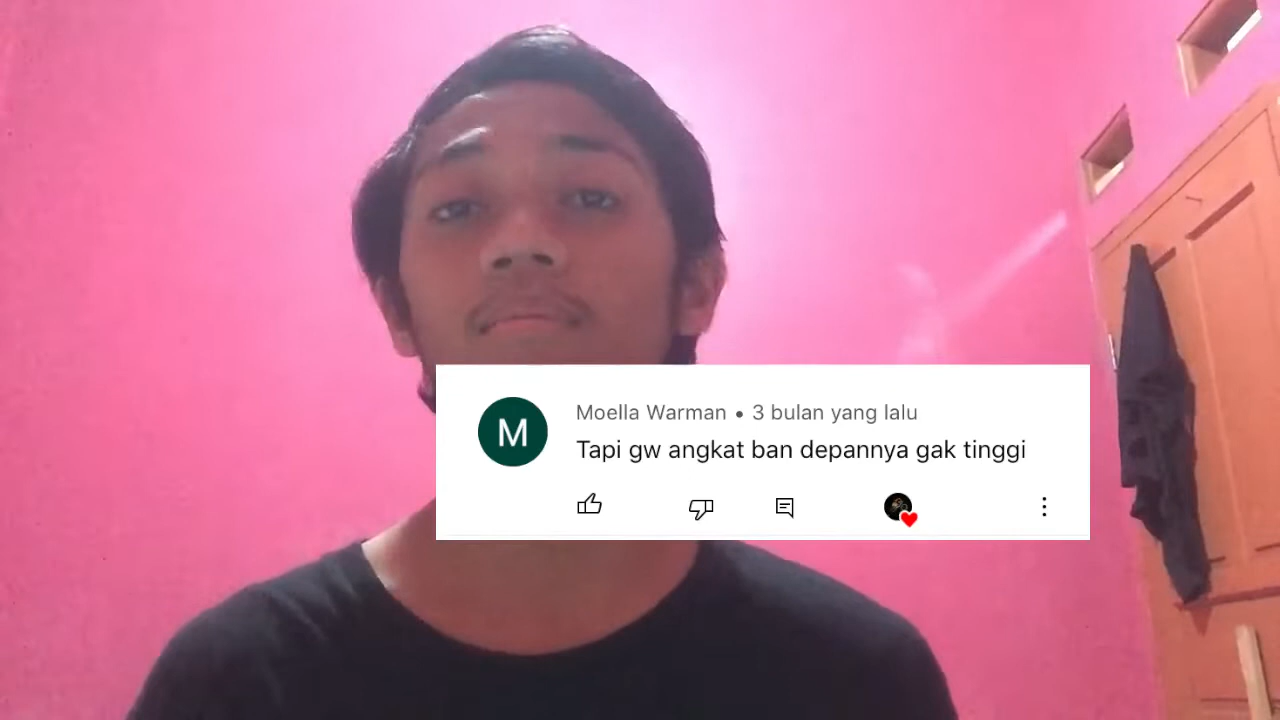 M
Moella Warman • 3 bulan yang lalu
Tapi gw angkat ban depannya gak tinggi